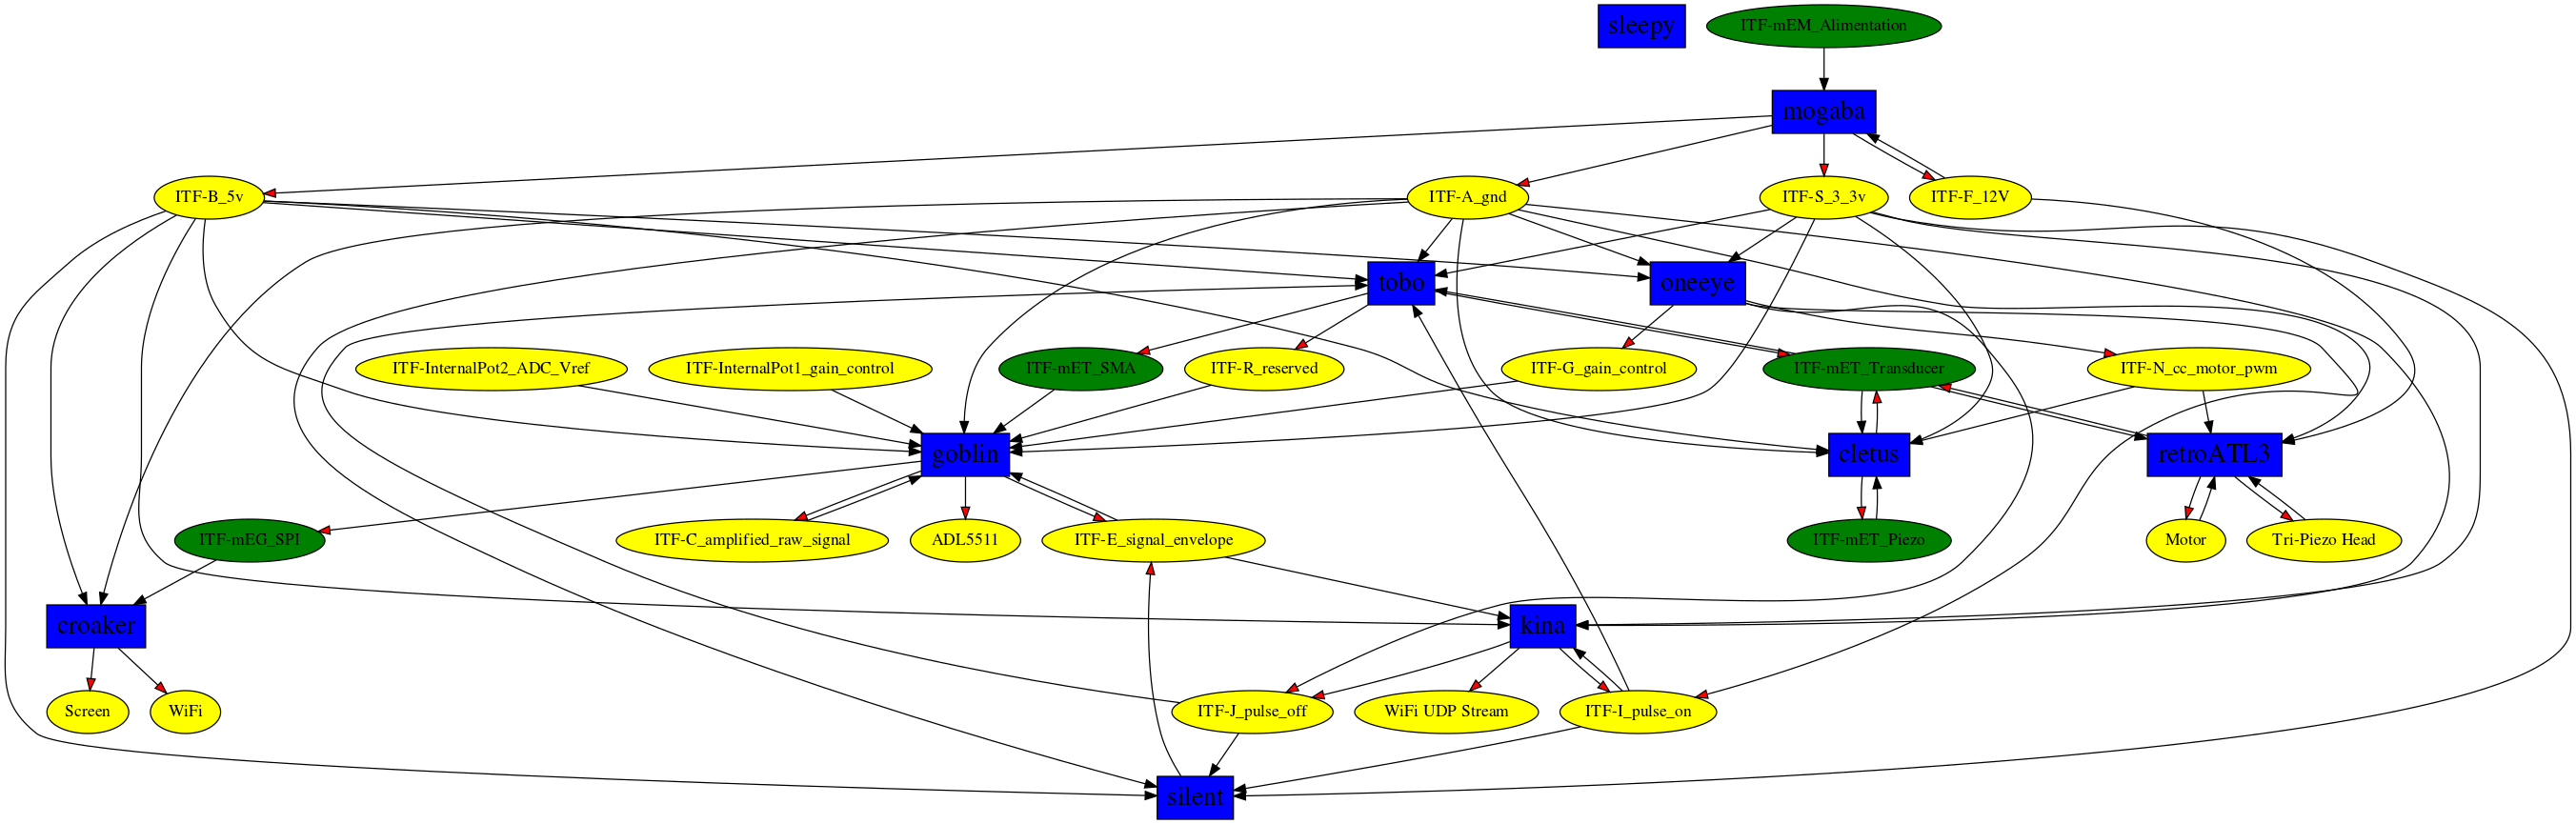 sleepy
ITF-mEM_Alimentation
mogaba
ITF-B_5v
ITF-A_gnd
ITF-S_3_3v
ITF-F_12V
tobo
oneeye
ITF-InternalPot2_ADC_Vref
ITF-InternalPot1_gain_control
ITF-mET_SMA
ITF-R_reserved
ITF-G_gain_control
ITF-mET_Transducer
ITF-N_cc_motor_pwm
goblin
cletus
retroATL3
ITF-mEG_SPI
ITF-C_amplified_raw_signal
ADL5511
ITF-E_signal_envelope
ITF-mET_Piezo
Motor
Tri-Piezo Head
croaker
kina
Screen
WiFi
ITF-J_pulse_off
WiFi UDP Stream
ITF-I_pulse_on
silent